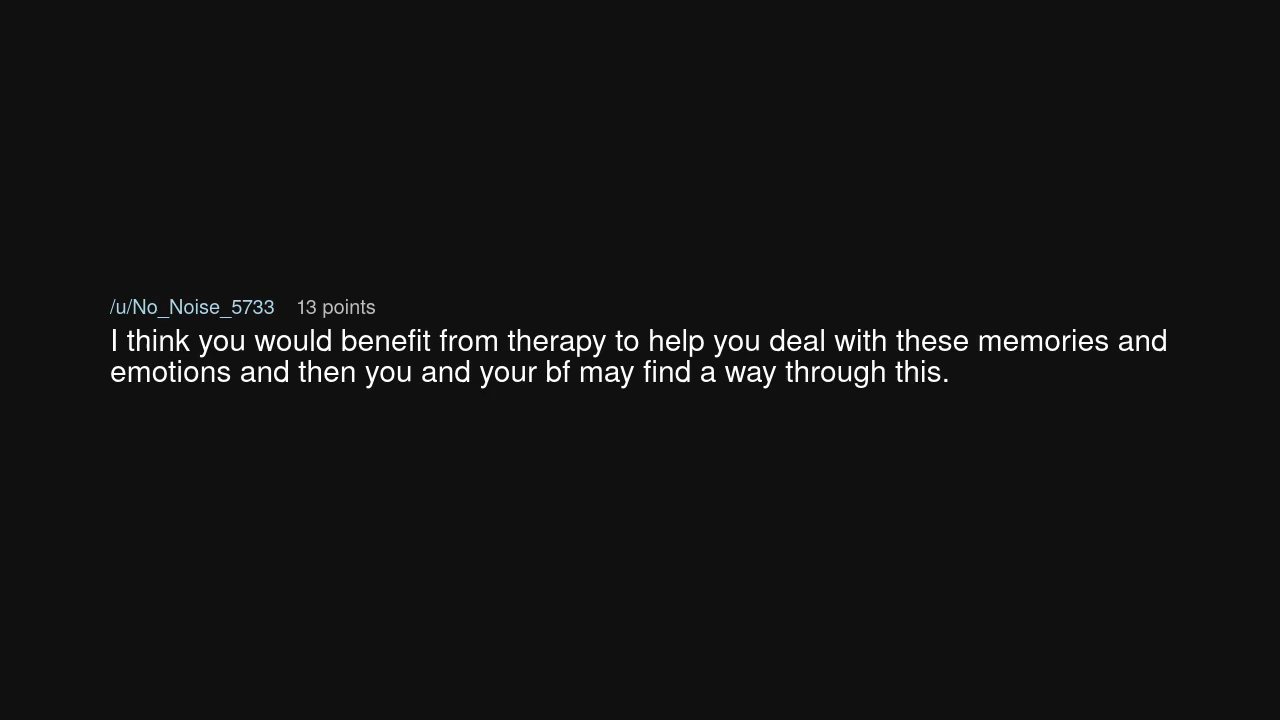 /u/No_Noise_5733 13 points
I think you would benefit from therapy to help you deal with these memories and
emotions and then you and your bf may find a way through this.